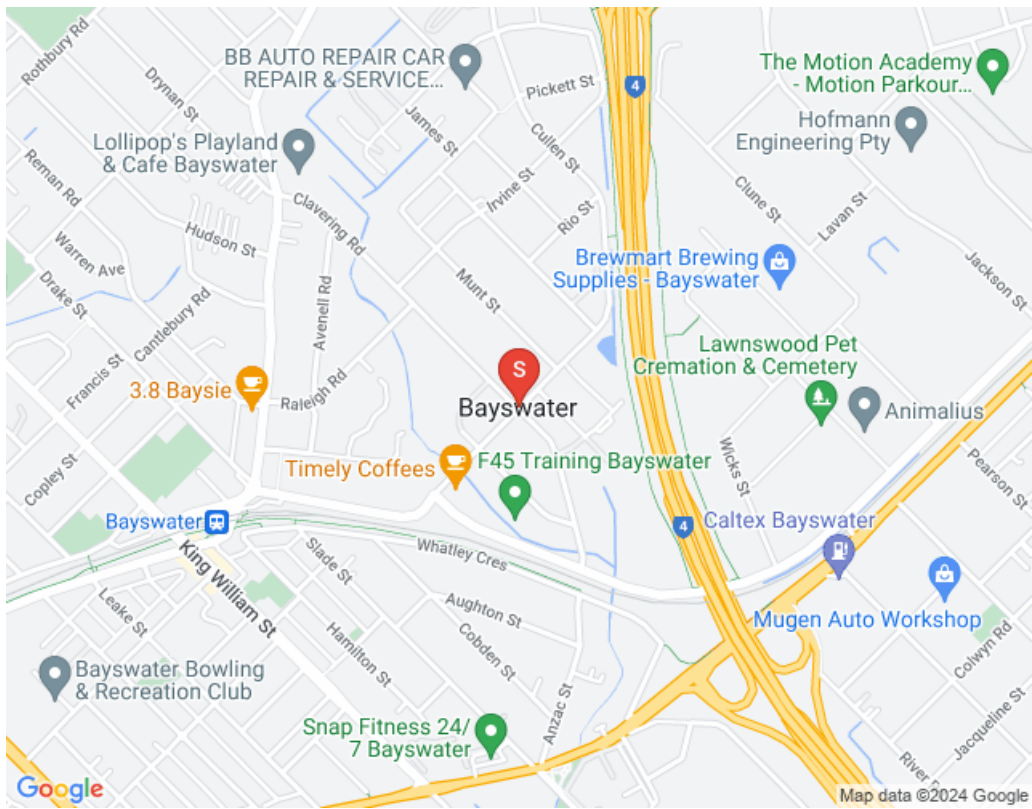 Rothbury Rd
BB AUTO REPAIR CAR
REPAIR & SERVICE...
Drynan St
Pickett St
4
The Motion Academy
- Motion Parkour...
Hofmann
Engineering Pty
James St
Cullen St
Lollipop's Playland
& Cafe Bayswater
Reman Rd
Irvine St
Clune St
Lavan St
Clavering Rd
Hudson St
Rio St
Warren Ave
Brewmart Brewing
Supplies - Bayswater
Jackson St
Drake St
Avenell Rd
Munt St
Cantlebury Rd
Francis St
Lawnswood Pet
Cremation & Cemetery
3.8 Baysie
Raleigh Rd
S
Bayswater
Animalius
Timely Coffees
F45 Training Bayswater
Wicks St
Pearson St
Copley St
Bayswater
4
Caltex Bayswater
Whatley Cres
Slade St
King William St
Leake St
Aughton St
Mugen Auto Workshop
Hamilton St
Cobden St
Colwyn Rd
Bayswater Bowling
& Recreation Club
Anzac St
Snap Fitness 24/
7 Bayswater
Jacqueline St
River
Google
Map data ©2024 Google